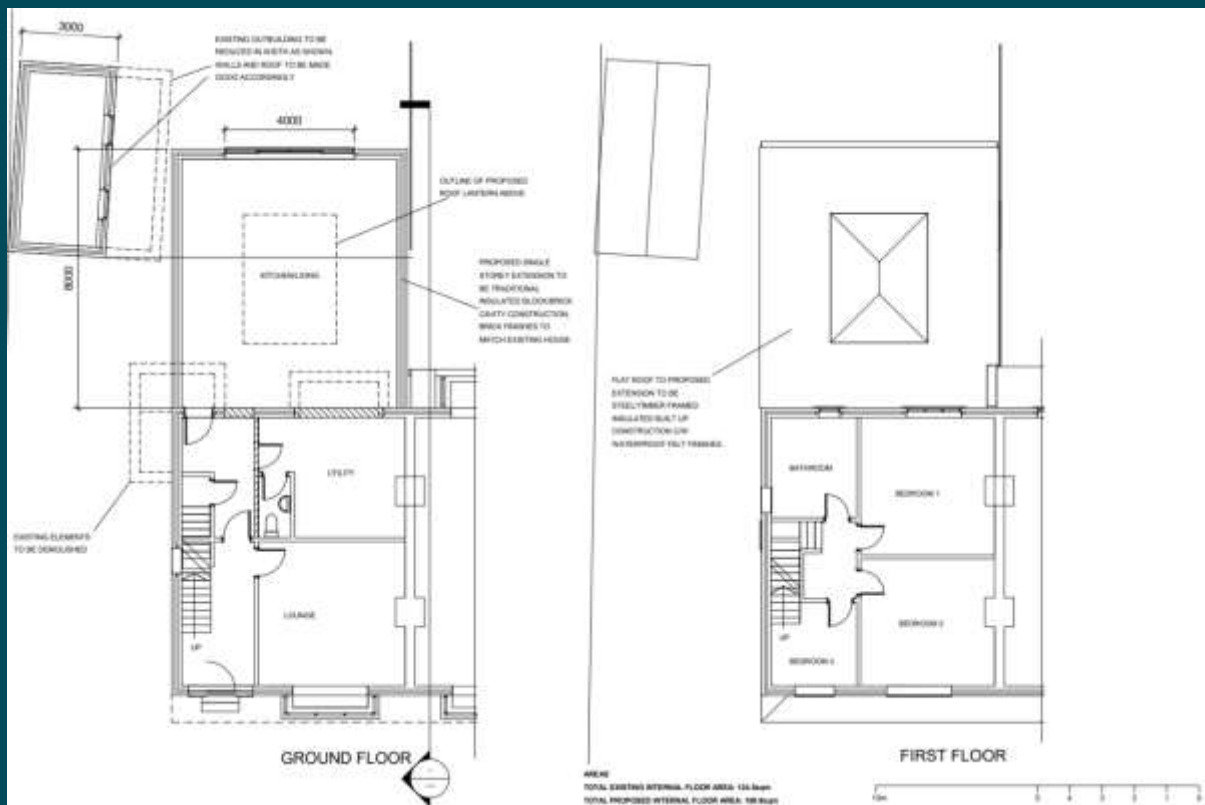 3000
EXISTING OUTBUILDING TO BE
REDUCED IN WIDTH AS SHOWN.
WALLS AND ROOF TO BE MADE
GOOD ACCORDINGLY
4000
OUTLINE OF PROPOSED
ROOF LANTERN ABOVE
8000
KITCHEN/LIVING
PROPOSED SINGLE
STOREY EXTENSION TO
BE TRADITIONAL
INSULATED BLOCK/BRICK
CAVITY CONSTRUCTION.
BRICK FINISHES TO
MATCH EXISTING HOUSE
UTILITY
EXISTING ELEMENTS
TO BE DEMOLISHED
LOUNGE
UP
GROUND FLOOR
FLAT ROOF TO PROPOSED
EXTENSION TO BE
STEEL/TIMBER FRAMED
INSULATED BUILT UP
CONSTRUCTION C/W
WATERPROOF FELT FINISHES.
BATHROOM
BEDROOM 1
BEDROOM 2
UP
BEDROOM 3
FIRST FLOOR
AREAS
TOTAL EXISTING INTERNAL FLOOR AREA:
TOTAL PROPOSED INTERNAL FLOOR AREA: